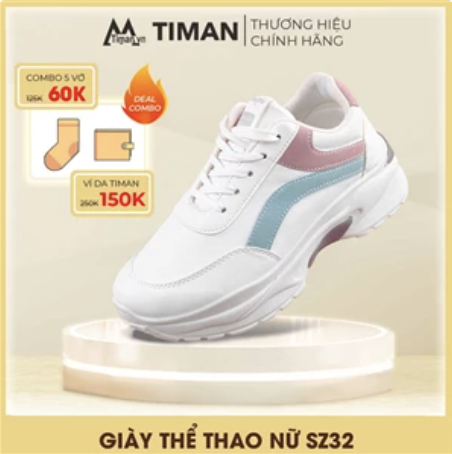 Timan.vn
TIMAN
THƯƠNG HIỆU
CHÍNH HÃNG
COMBO 5 VỚ
125K 60K
DEAL
COMBO
VÍ DA TIMAN
250K 150K
GIÀY THỂ THAO NỮ SZ32